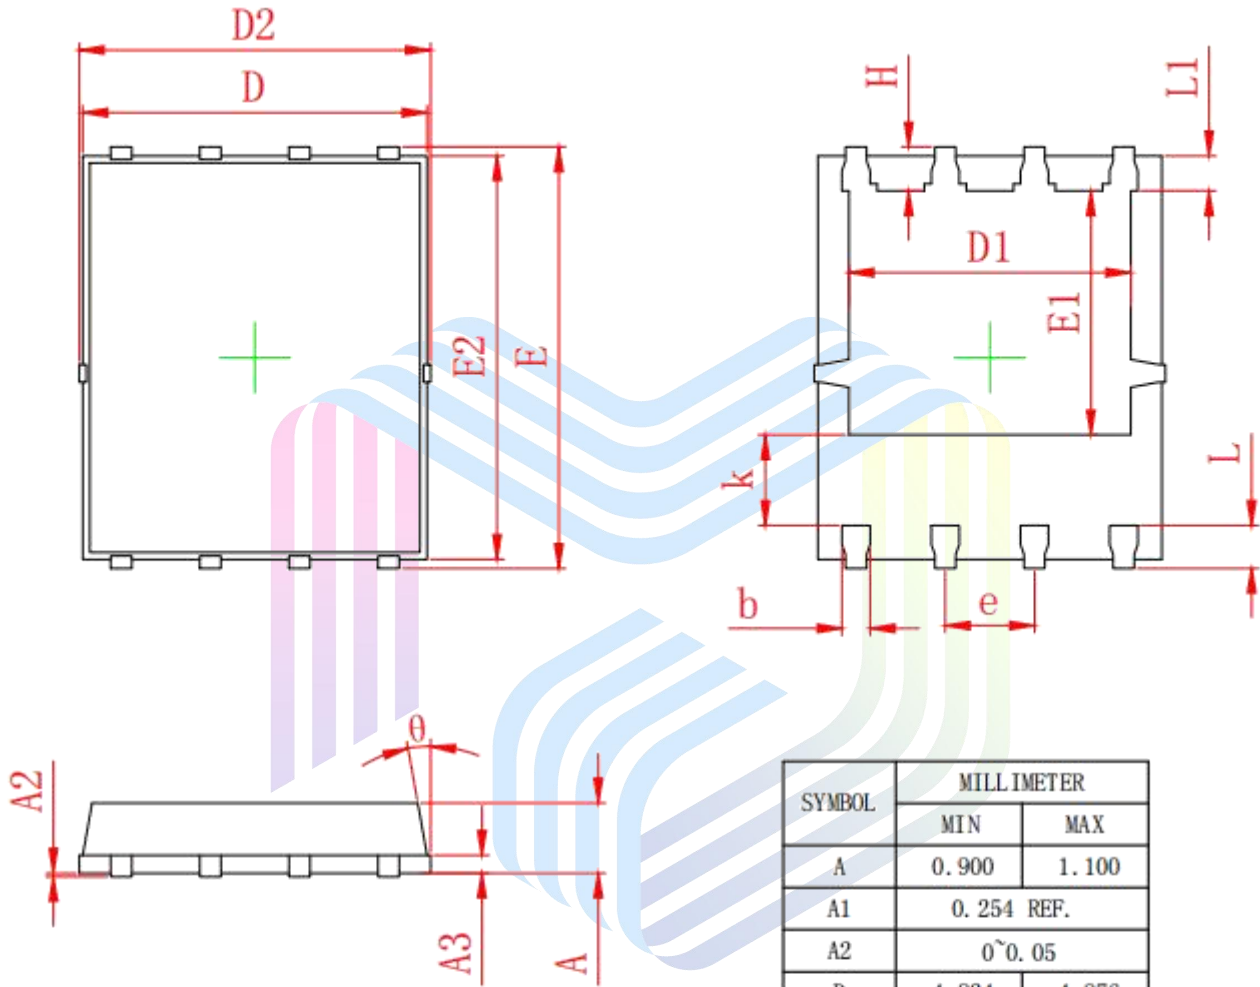 D2
D
H
L1
D1
E2
E
E1
k
L
b
e
θ
A2
A3
A
SYMBOL MILLIMETER
MIN MAX
A 0.900 1.100
A1 0.254 REF.
A2 0~0.05